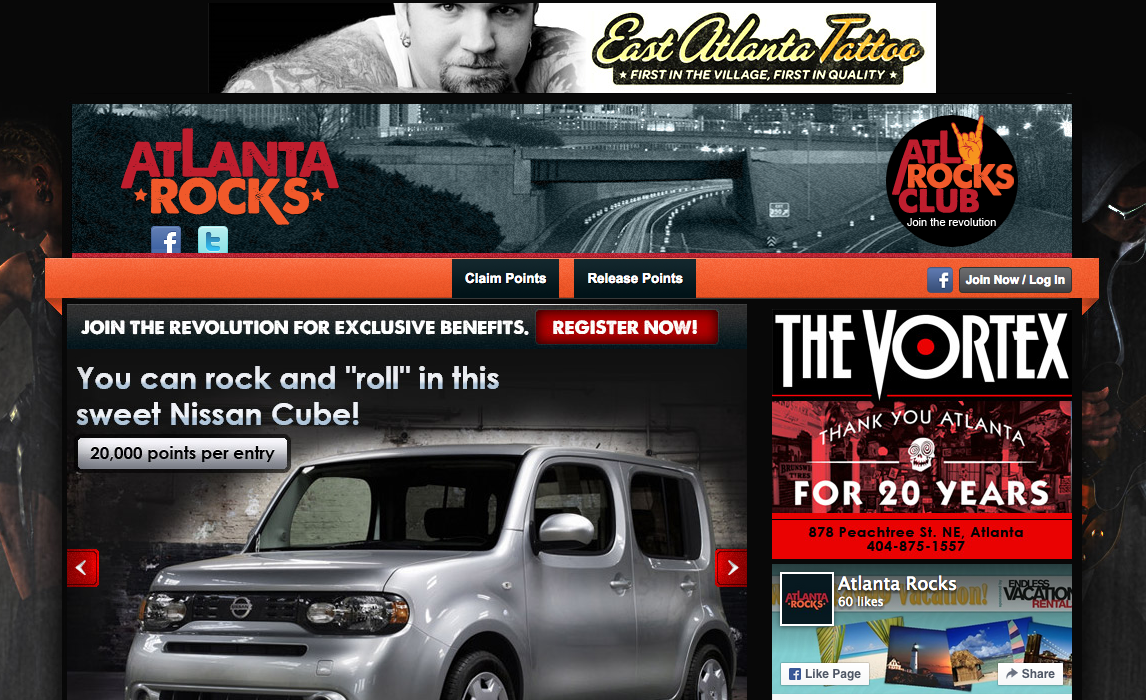 East Atlanta Tattoo
★ FIRST IN THE VILLAGE, FIRST IN QUALITY ★
ATLANTA
ROCKS
ATL
ROCKS
CLUB
Join the revolution
Claim Points
Release Points
Join Now / Log In
JOIN THE REVOLUTION FOR EXCLUSIVE BENEFITS.
REGISTER NOW!
You can rock and "roll" in this
sweet Nissan Cube!
20,000 points per entry
THE VORTEX
THANK YOU ATLANTA
FOR 20 YEARS
878 Peachtree St. NE, Atlanta
404-875-1557
ATLANTA
ROCKS
Atlanta Rocks
60 likes
Vacation!
ENDLESS
VACATION
RENTAL
Like Page
Share